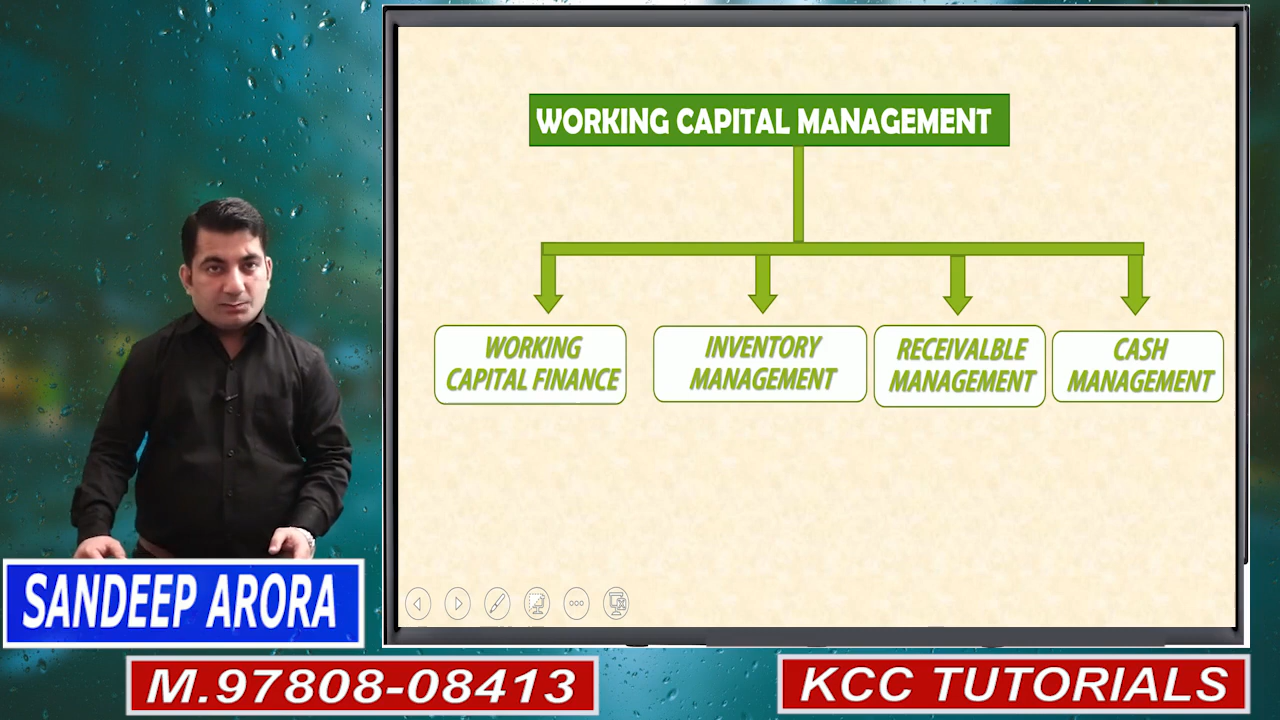 WORKING CAPITAL MANAGEMENT
WORKING
CAPITAL FINANCE
INVENTORY
MANAGEMENT
RECEIVALBLE
MANAGEMENT
CASH
MANAGEMENT
SANDEEP ARORA
M.97808-08413
KCC TUTORIALS